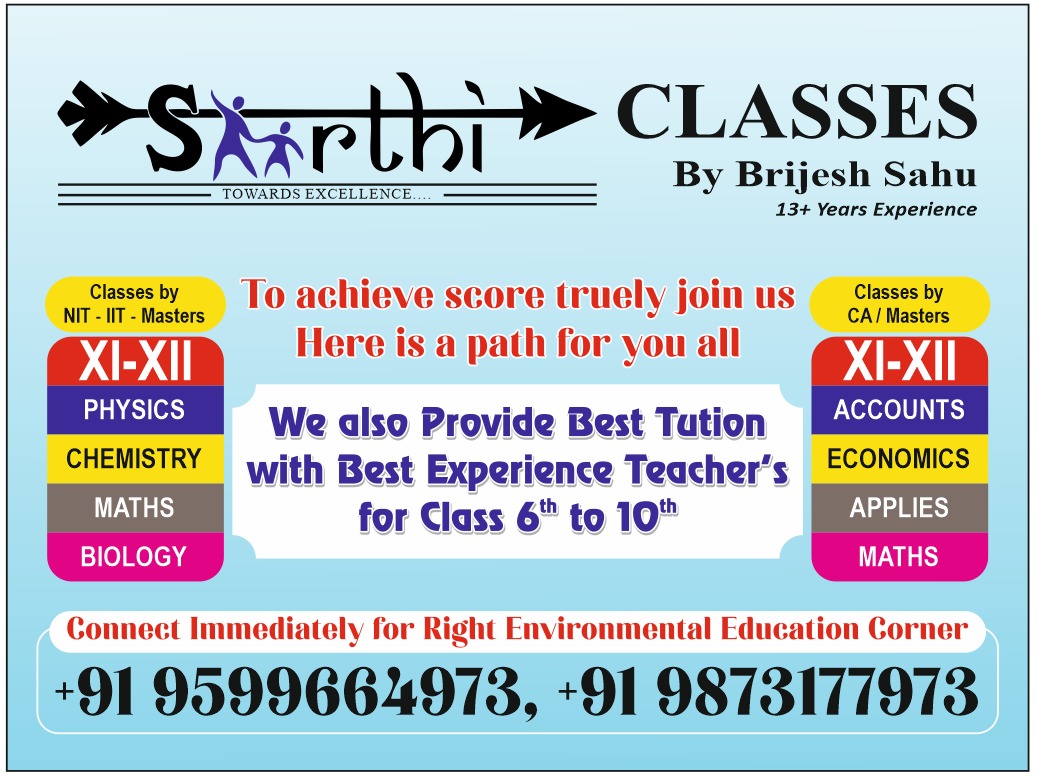 Saarthi CLASSES
TOWARDS EXCELLENCE....
By Brijesh Sahu
13+ Years Experience
Classes by
NIT - IIT - Masters
XI-XII
PHYSICS
CHEMISTRY
MATHS
BIOLOGY
To achieve score truely join us
Here is a path for you all
We also Provide Best Tution
with Best Experience Teacher's
for Class 6th to 10th
Classes by
CA / Masters
XI-XII
ACCOUNTS
ECONOMICS
APPLIES
MATHS
Connect Immediately for Right Environmental Education Corner
+91 9599664973, +91 9873177973